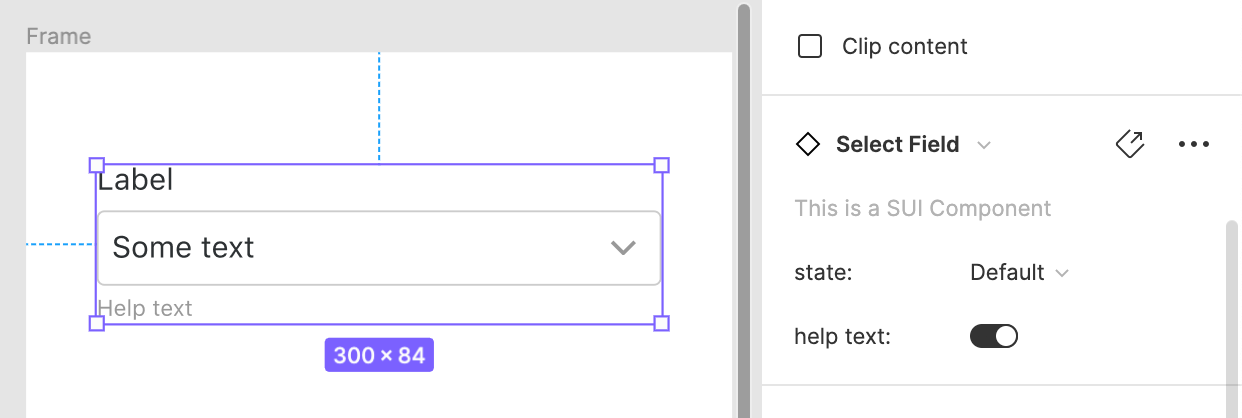 Frame
Label
Some text
Help text
300 × 84
Clip content
Select Field
This is a SUI Component
state: Default
help text: